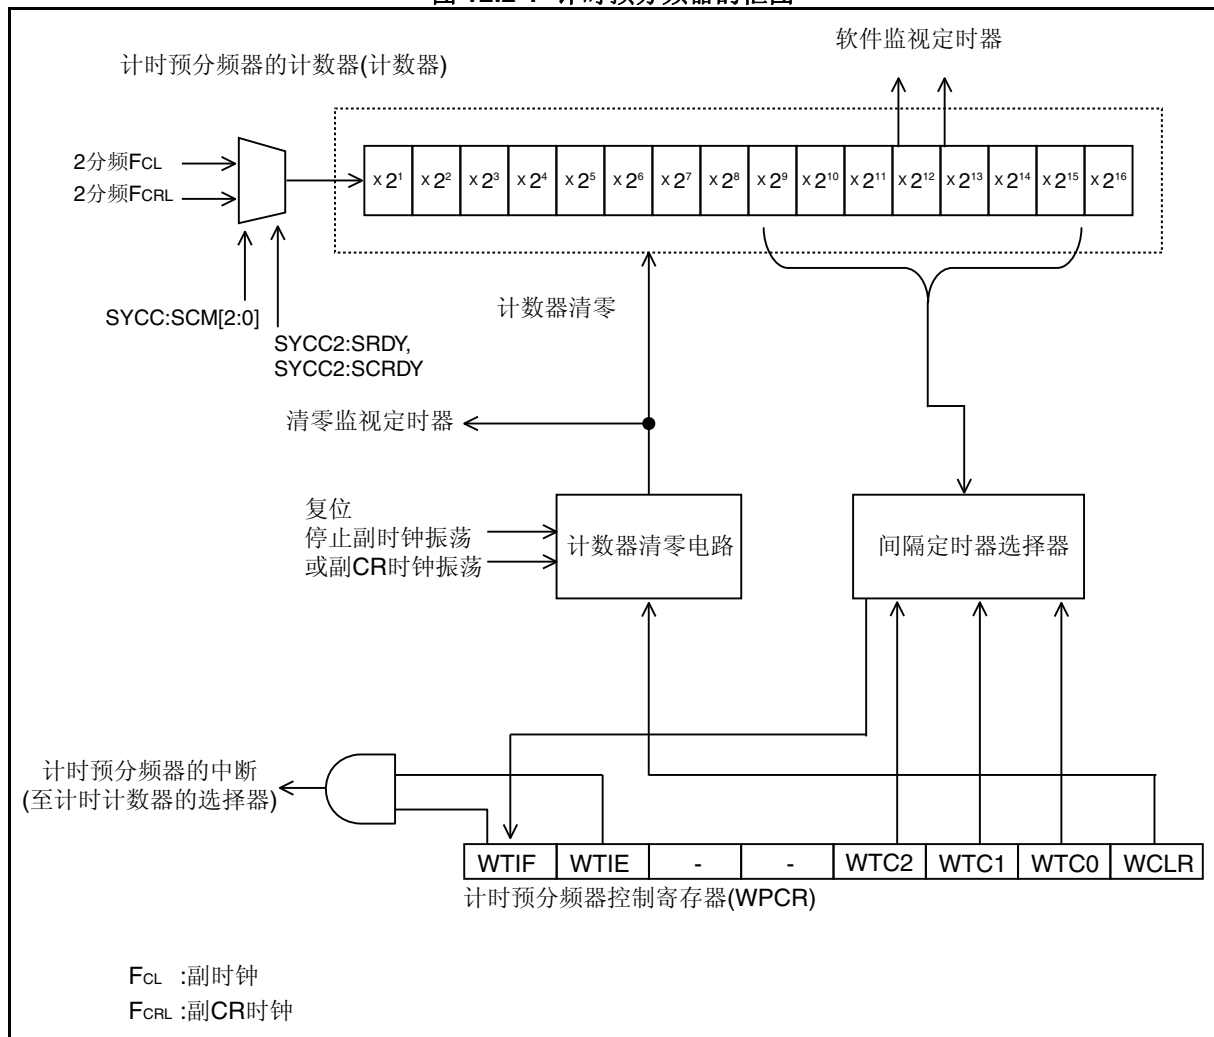 软件监视定时器
计时预分频器的计数器(计数器)
2分频FCL
2分频FCRL
x 2¹ x 2² x 2³ x 2⁴ x 2⁵ x 2⁶ x 2⁷ x 2⁸ x 2⁹ x 2¹⁰ x 2¹¹ x 2¹² x 2¹³ x 2¹⁴ x 2¹⁵ x 2¹⁶
SYCC:SCM[2:0]
SYCC2:SRDY,
SYCC2:SCRDY
计数器清零
清零监视定时器
复位
停止副时钟振荡
或副CR时钟振荡
计数器清零电路
间隔定时器选择器
计时预分频器的中断
(至计时计数器的选择器)
WTIF WTIE - - WTC2 WTC1 WTC0 WCLR
计时预分频器控制寄存器(WPCR)
FCL :副时钟
FCRL :副CR时钟